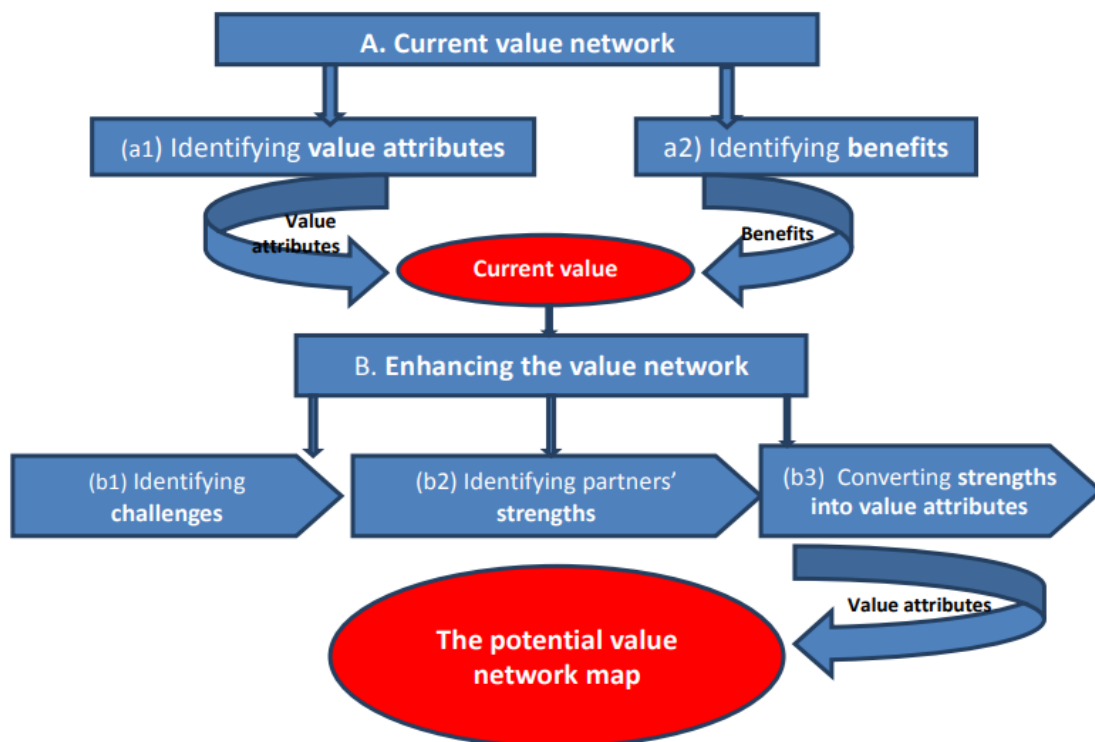 A. Current value network
(a1) Identifying value attributes
a2) Identifying benefits
Value
attributes
Benefits
Current value
B. Enhancing the value network
(b1) Identifying
challenges
(b2) Identifying partners’
strengths
(b3) Converting strengths
into value attributes
Value attributes
The potential value
network map